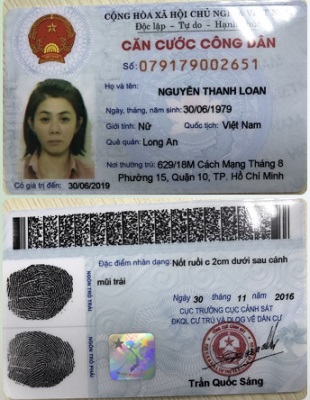 CỘNG HÒA XÃ HỘI CHỦ
Độc lập - Tự do -
CĂN CƯỚC CÔNG DÂN
Số: 079179002651
Họ và tên:
NGUYỄN THANH LOAN
Ngày, tháng, năm sinh: 30/06/1979
Giới tính: Nữ Quốc tịch: Việt Nam
Quê quán: Long An
Nơi thường trú: 629/18M Cách Mạng Tháng 8
Phường 15, Quận 10, TP. Hồ Chí Minh
Có giá trị đến: 30/06/2019
Đặc điểm nhân dạng: Nốt ruồi c 2cm dưới sau cánh
mũi trái
Ngày 30 tháng 11 năm 2016
CỤC TRƯỞNG CỤC CẢNH SÁT
ĐKQL CƯ TRÚ VÀ DLQG VỀ DÂN CƯ
NGÓN TRỎ TRÁI
NGÓN TRỎ PHẢI
Trần Quốc Sáng